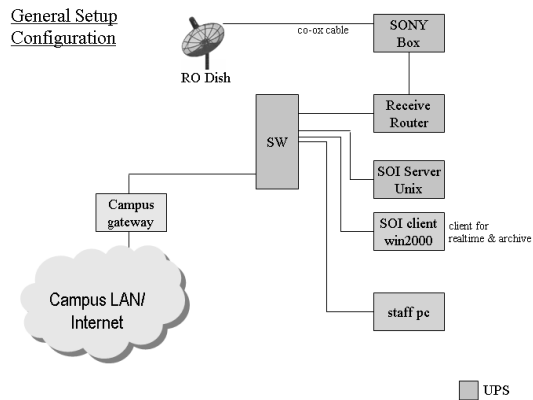 General Setup
Configuration
co-ox cable
SONY
Box
RO Dish
Receive
Router
SW
SOI Server
Unix
Campus
gateway
SOI client
win2000
client for
realtime & archive
Campus LAN/
Internet
staff pc
UPS